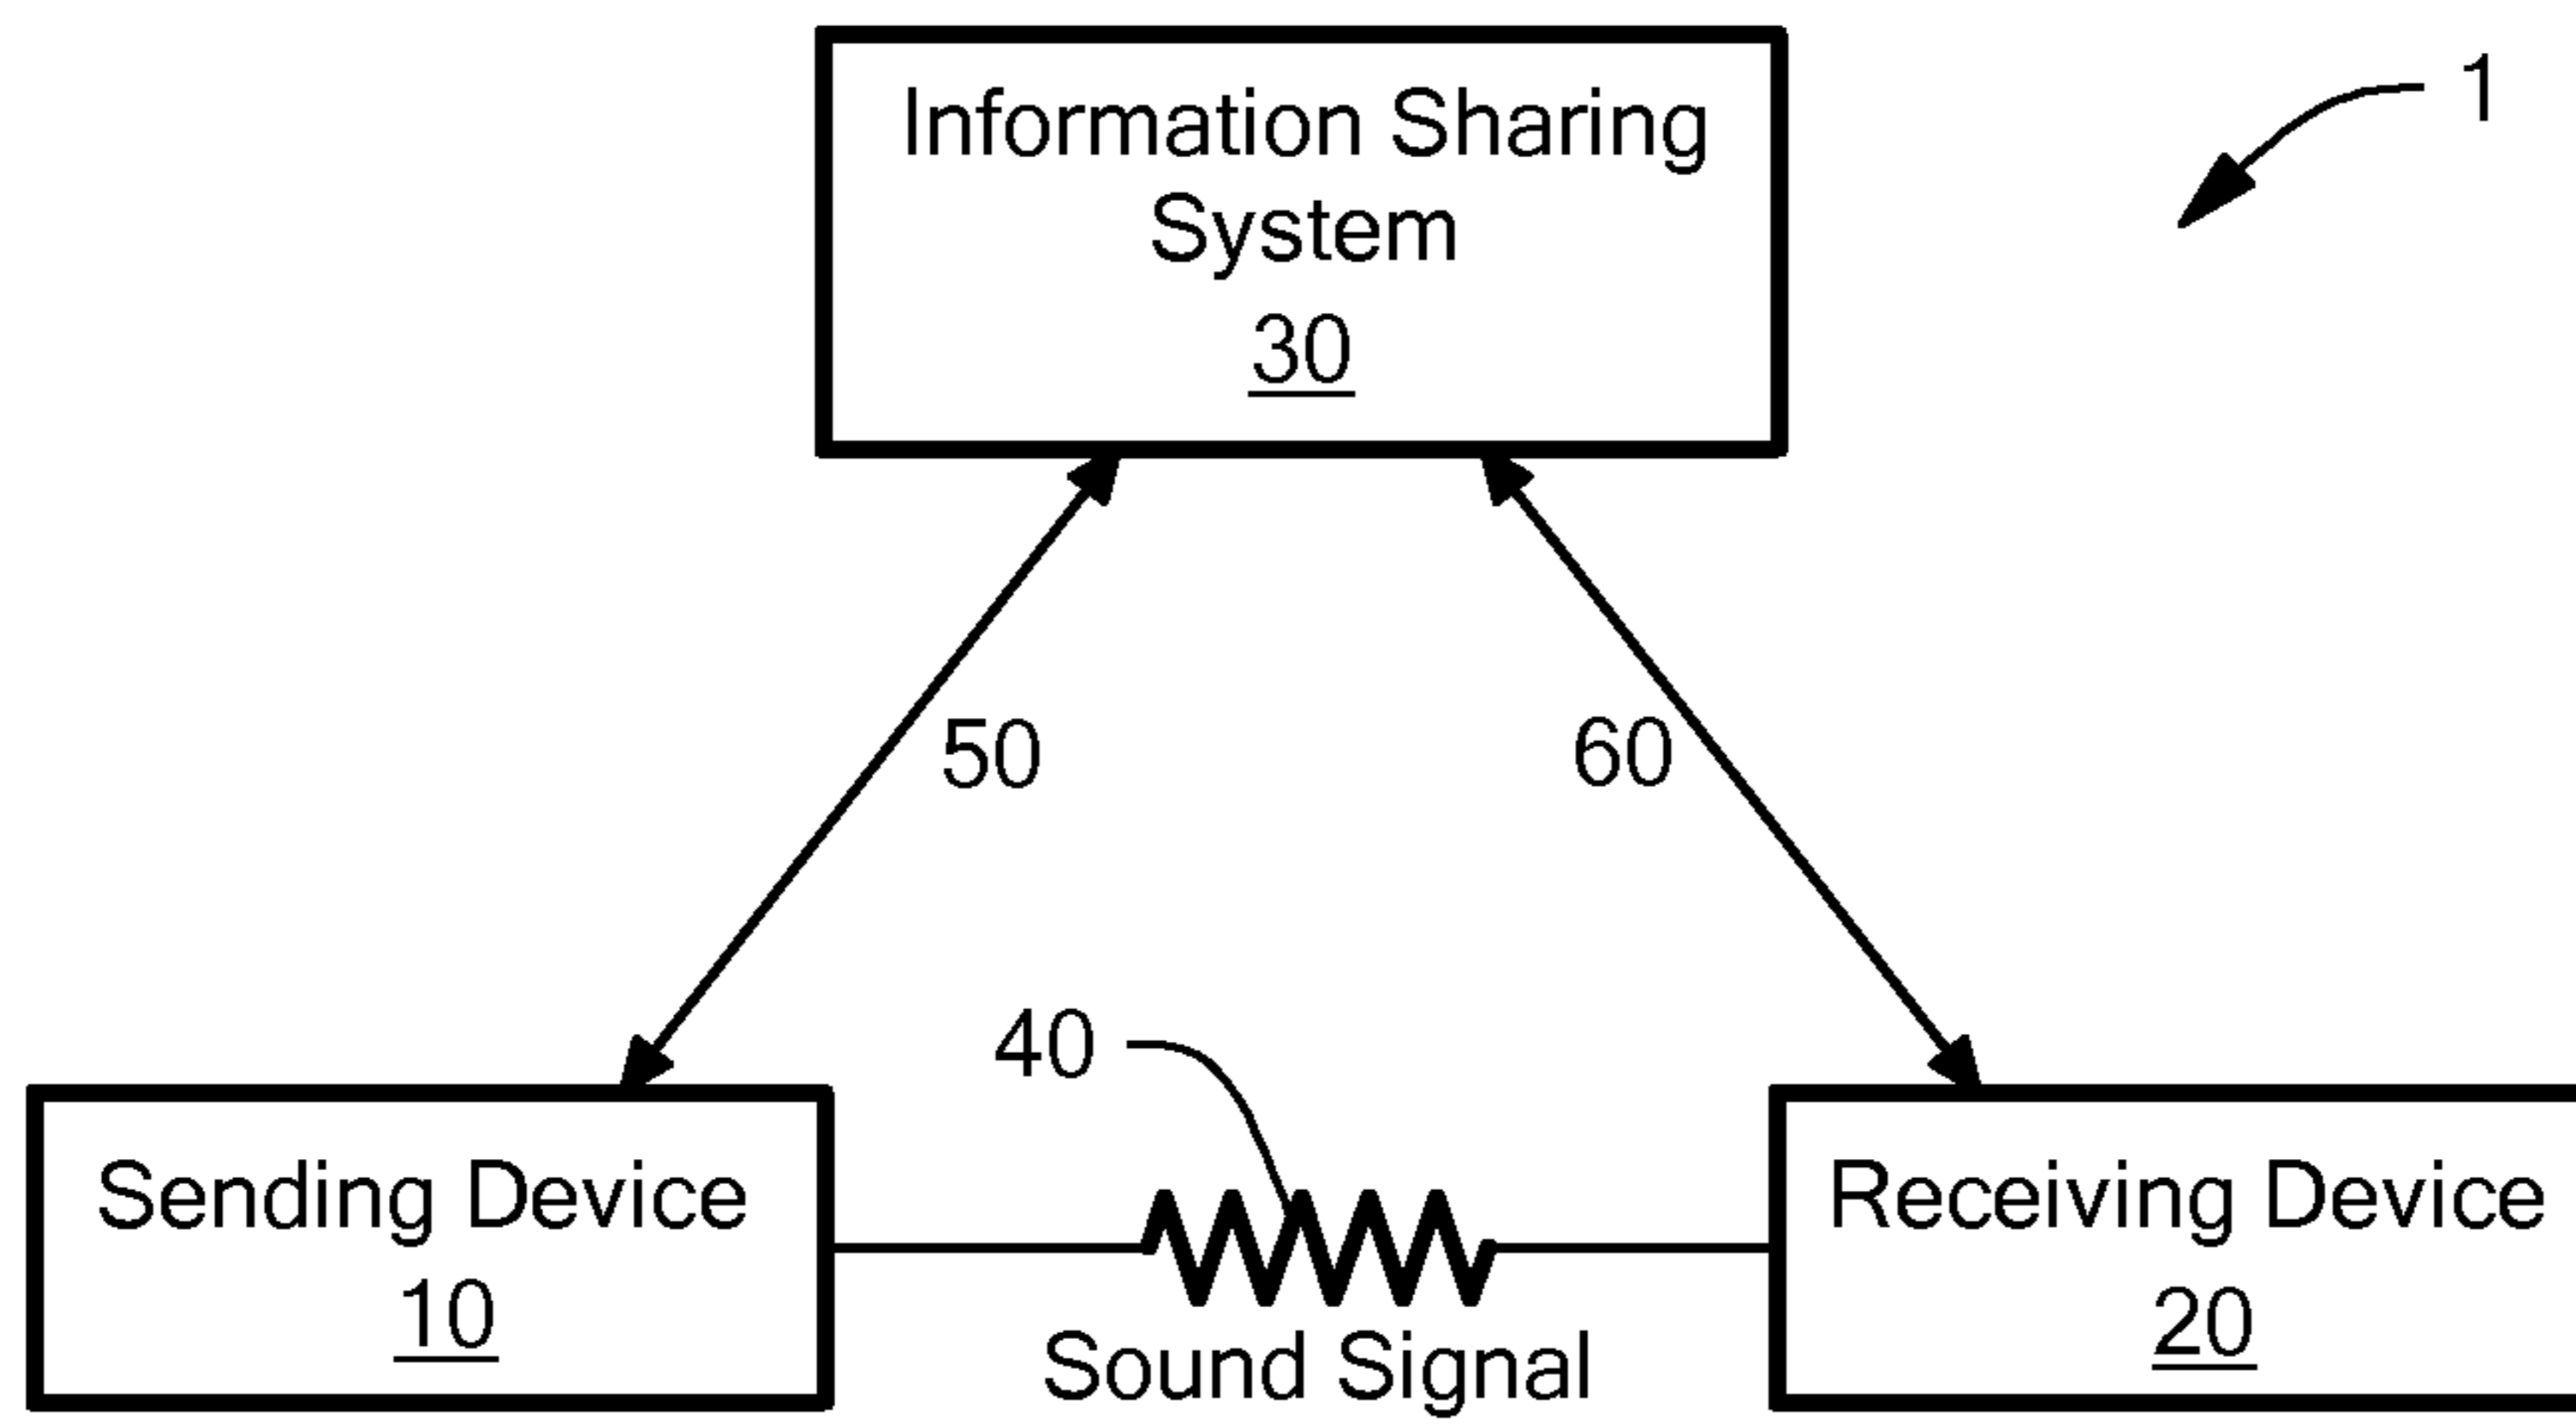 Information Sharing
System
30
1
50
60
40
Sending Device
10
Sound Signal
Receiving Device
20